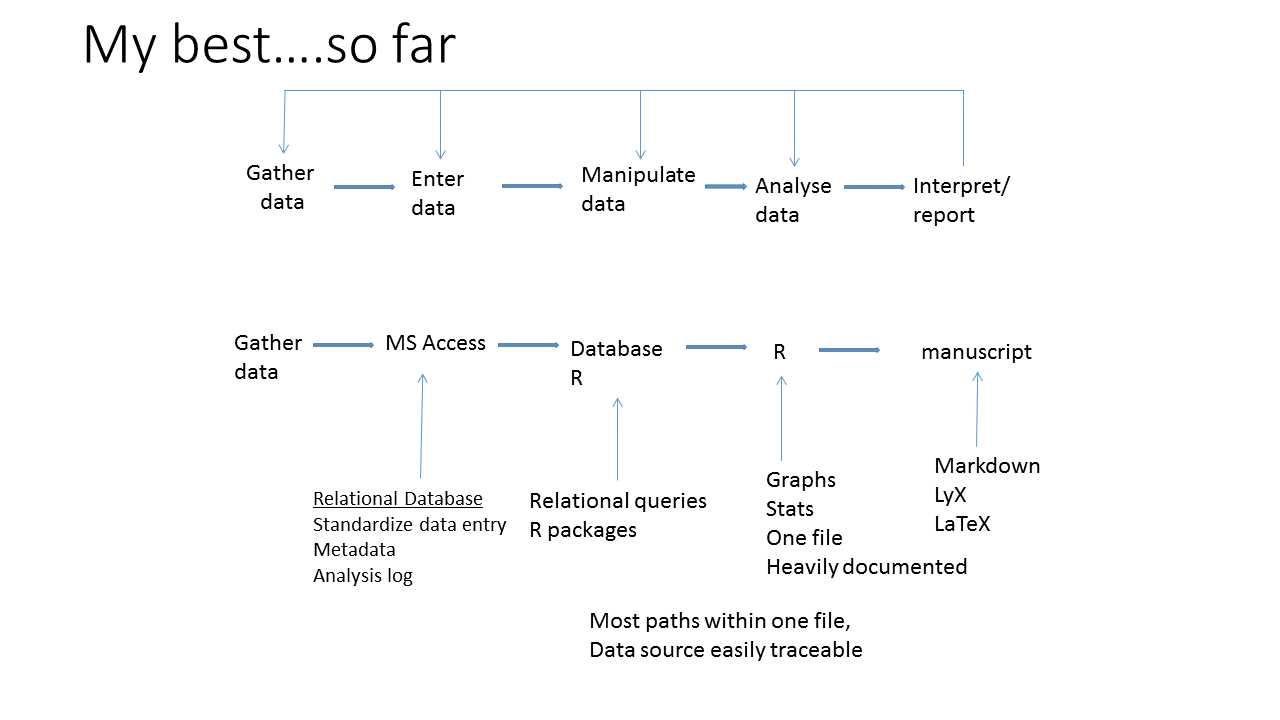 My best....so far
Gather
data
Enter
data
Manipulate
data
Analyse
data
Interpret/
report
Gather
data
MS Access
Database
R
R
manuscript
Relational Database
Standardize data entry
Metadata
Analysis log
Relational queries
R packages
Graphs
Stats
One file
Heavily documented
Markdown
LyX
LaTeX
Most paths within one file,
Data source easily traceable